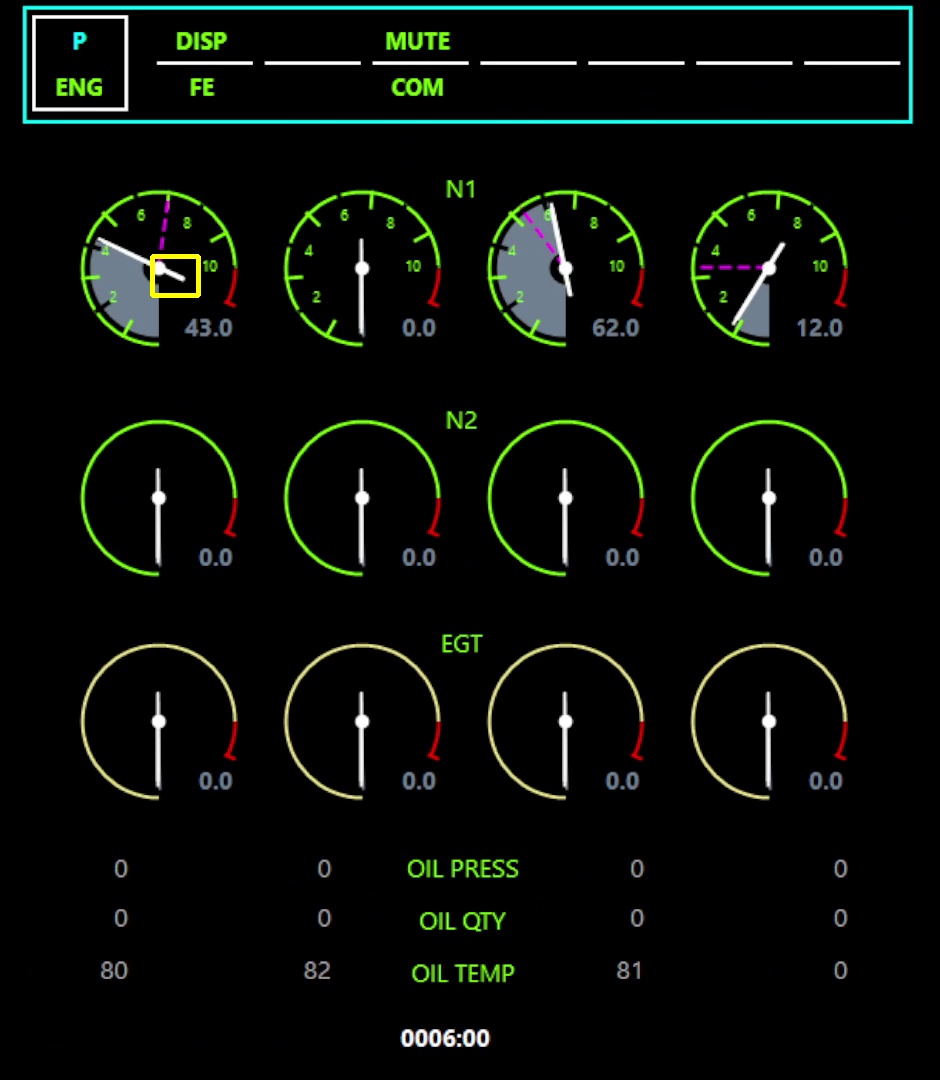 P DISP MUTE
ENG FE COM
N1
6 8 6 8 6 8 6 8
4 10 4 10 4 10 4 10
2 2 2 2
43.0 0.0 62.0 12.0
N2
0.0 0.0 0.0 0.0
EGT
0.0 0.0 0.0 0.0
0 0 OIL PRESS 0 0
0 0 OIL QTY 0 0
80 82 OIL TEMP 81 0
0006:00